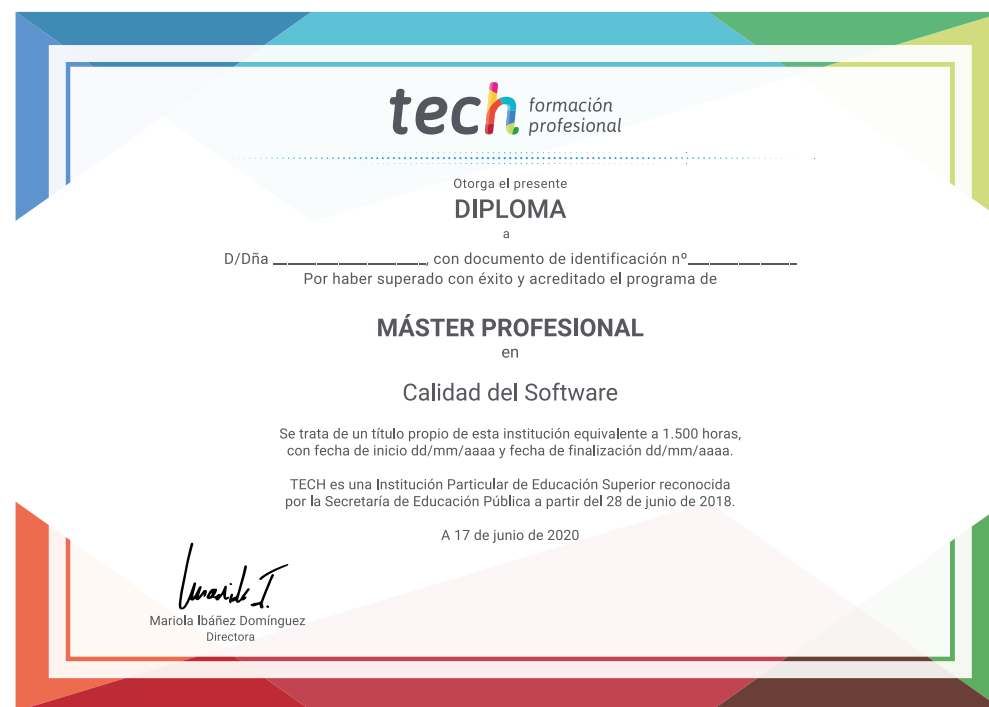 tech formación
profesional
Otorga el presente
DIPLOMA
a
D/Dña ____________________, con documento de identificación nº______________
Por haber superado con éxito y acreditado el programa de
MÁSTER PROFESIONAL
en
Calidad del Software
Se trata de un título propio de esta institución equivalente a 1.500 horas,
con fecha de inicio dd/mm/aaaa y fecha de finalización dd/mm/aaaa.
TECH es una Institución Particular de Educación Superior reconocida
por la Secretaría de Educación Pública a partir del 28 de junio de 2018.
A 17 de junio de 2020
Mariola Ibáñez Domínguez
Directora